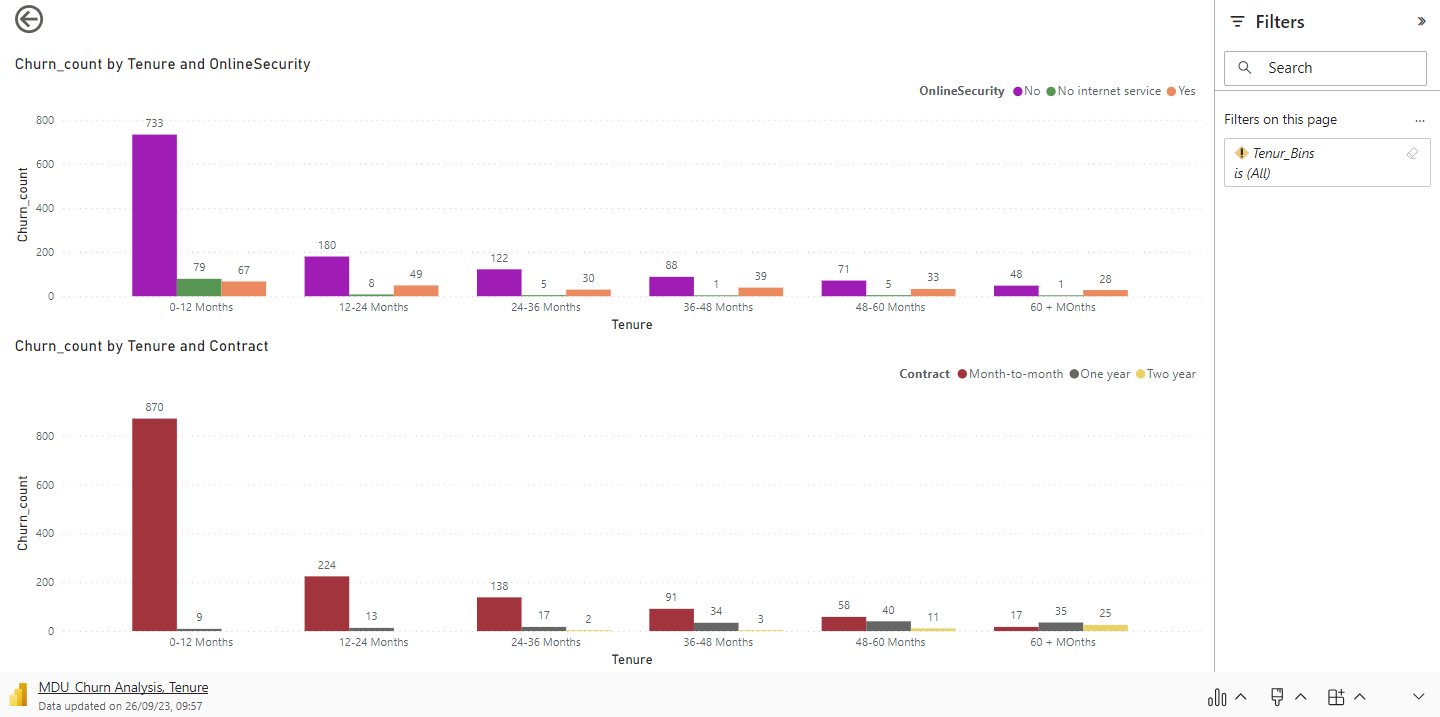 Churn_count by Tenure and OnlineSecurity
OnlineSecurity No No internet service Yes
Churn_count
800
600
400
200
0
733
79
67
180
8
49
122
5
30
88
1
39
71
5
33
48
1
28
0-12 Months
12-24 Months
24-36 Months
36-48 Months
48-60 Months
60 + MOnths
Tenure
Churn_count by Tenure and Contract
Contract Month-to-month One year Two year
Churn_count
800
600
400
200
0
870
9
224
13
138
17
2
91
34
3
58
40
11
17
35
25
0-12 Months
12-24 Months
24-36 Months
36-48 Months
48-60 Months
60 + MOnths
Tenure
Filters
Search
Filters on this page
Tenur_Bins
is (All)
MDU_Churn Analysis, Tenure
Data updated on 26/09/23, 09:57